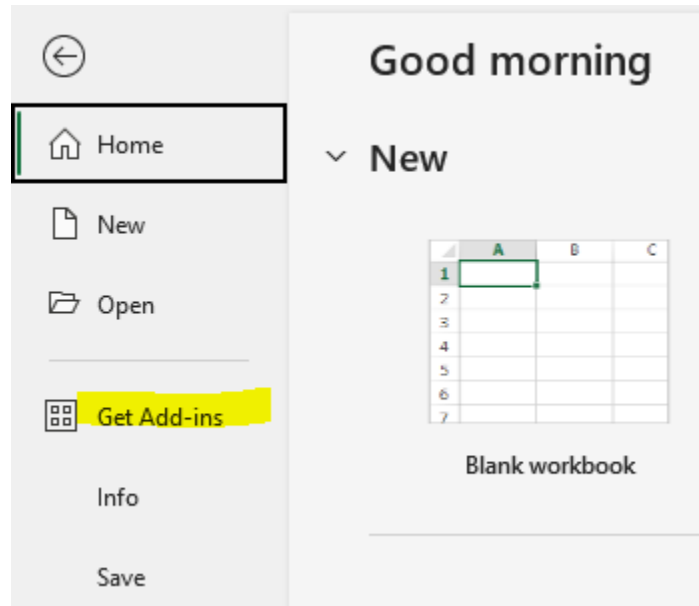 Good morning
Home
New
New
Open
Get Add-ins
Info
Save
A B C
1
2
3
4
5
6
7
Blank workbook